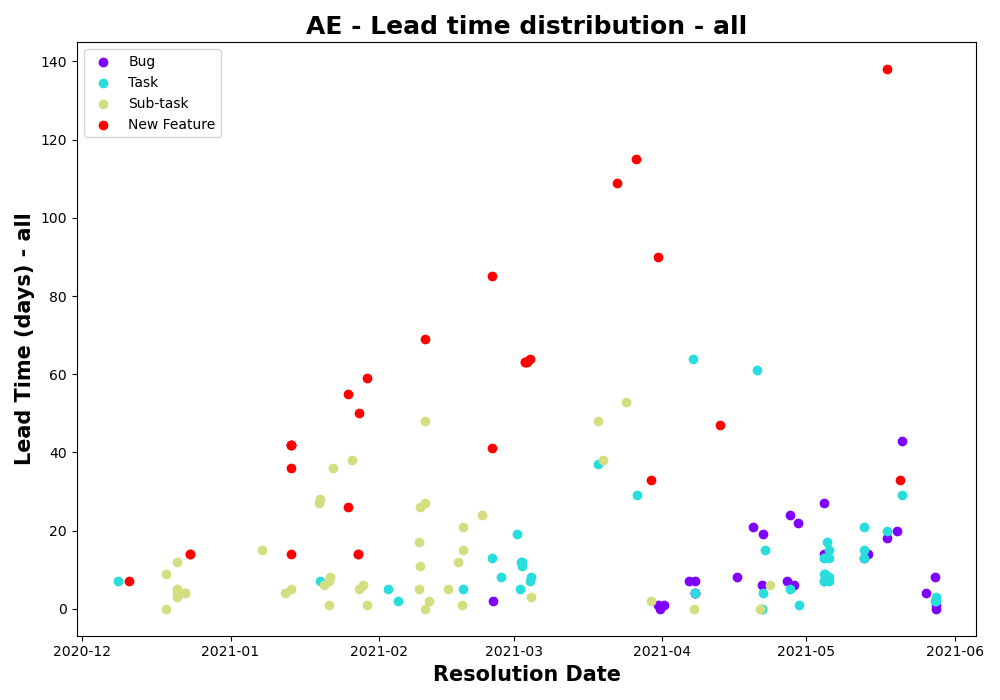 AE - Lead time distribution - all
Bug
Task
Sub-task
New Feature
Lead Time (days) - all
140
120
100
80
60
40
20
0
2020-12
2021-01
2021-02
2021-03
2021-04
2021-05
2021-06
Resolution Date